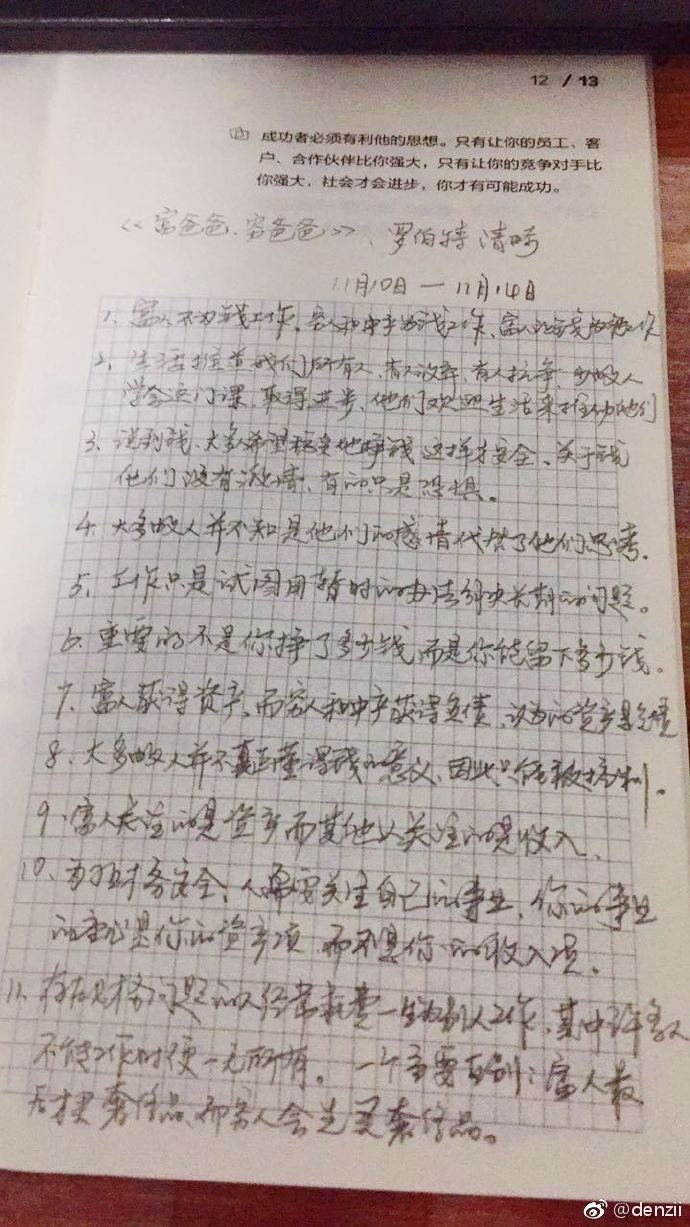 12 / 13
成功者必须有利他的思想。只有让你的员工、客
户、合作伙伴比你强大，只有让你的竞争对手比
你强大，社会才会进步，你才有可能成功。
<<富爸爸、穷爸爸>>、罗伯特 清崎
11月10日 — 11月14日
1、富人不为钱工作。穷人和中产为钱工作、富人让钱为他工作
2、生活推着我们所有人、有人放弃、有人抗争、少数人
学会这门课、取得进步、他们欢迎生活来推动他们
3、说到钱、大多希望稳妥地挣钱 这样才安全、关于钱
他们没有激情、有的只是恐惧。
4、大多数人并不知是他们的感情代替了他们思考.
5、工作只是试图用暂时的办法解决长期的问题。
6、重要的不是你挣了多少钱,而是你能留下多少钱。
7、富人获得资产、而穷人和中产获得负债、认为的资产是负债
8、大多数人并不真正懂得钱的意义、因此只能被控制.
9、富人关注的是资产而其他人关注的是收入、
10、为了财务安全、人需要关注自己的事业、你的事业
的重心是你的资产项 而不是你的收入项。
11、存在财务问题的人经常耗费一生为别人工作、其中许多人
不能工作时便一无所有。一个重要区别:富人最
后才买奢侈品、而穷人会先买奢侈品。
@denzii